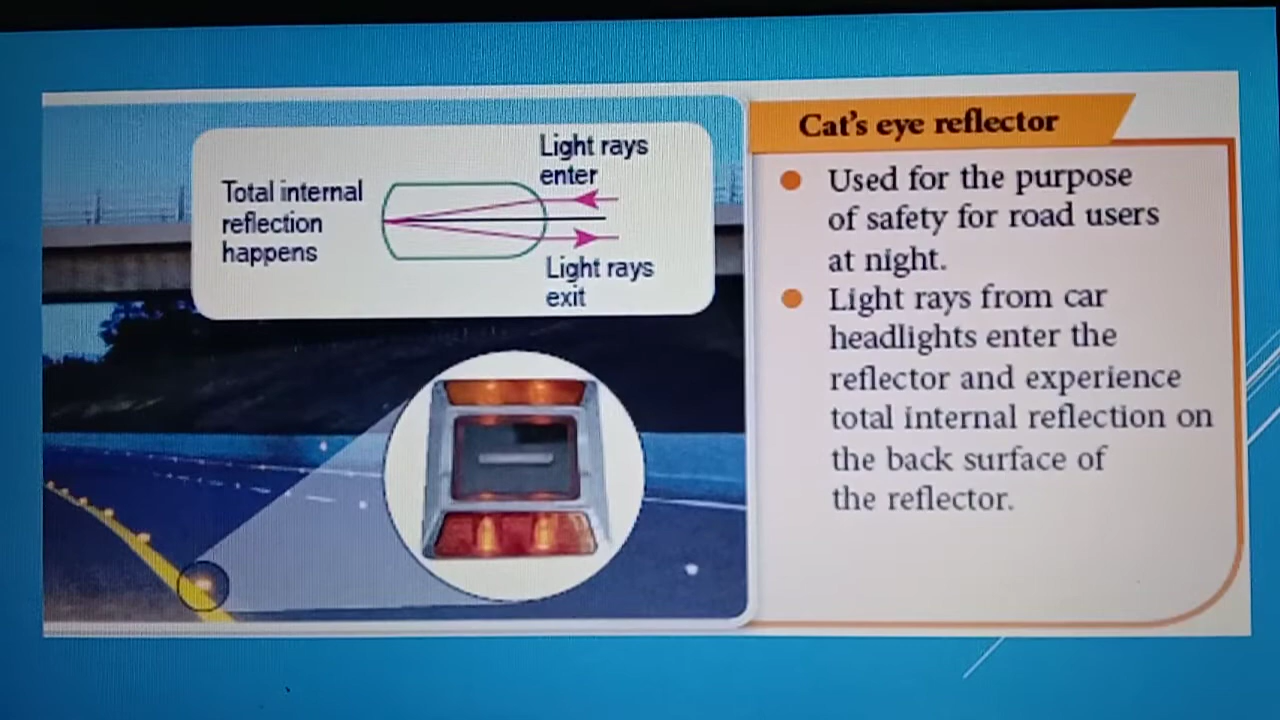 Light rays
enter
Total internal
reflection
happens
Light rays
exit
Cat's eye reflector
Used for the purpose
of safety for road users
at night.
Light rays from car
headlights enter the
reflector and experience
total internal reflection on
the back surface of
the reflector.